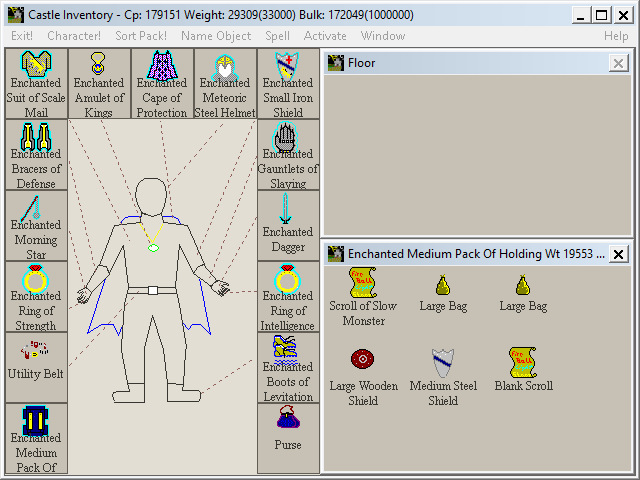 Castle Inventory - Cp: 179151 Weight: 29309(33000) Bulk: 172049(1000000)
Exit! Character! Sort Pack! Name Object Spell Activate Window Help
Enchanted
Suit of Scale
Mail
Enchanted
Amulet of
Kings
Enchanted
Cape of
Protection
Enchanted
Meteoric
Steel Helmet
Enchanted
Small Iron
Shield
Enchanted
Bracers of
Defense
Enchanted
Gauntlets of
Slaying
Enchanted
Morning
Star
Enchanted
Dagger
Enchanted
Ring of
Strength
Enchanted
Ring of
Intelligence
Utility Belt
Enchanted
Boots of
Levitation
Enchanted
Medium
Pack Of
Purse
Floor
Enchanted Medium Pack Of Holding Wt 19553 ...
Scroll of Slow
Monster
Large Bag
Large Bag
Large Wooden
Shield
Medium Steel
Shield
Blank Scroll